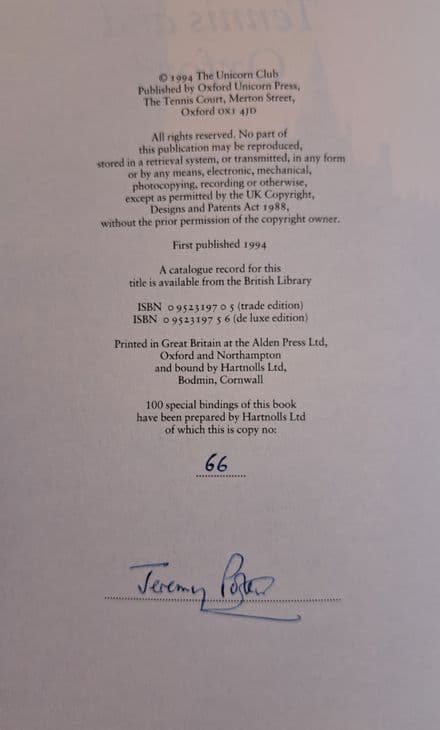 © 1994 The Unicorn Club
Published by Oxford Unicorn Press,
The Tennis Court, Merton Street,
Oxford OX1 4JD
All rights reserved. No part of
this publication may be reproduced,
stored in a retrieval system, or transmitted, in any form
or by any means, electronic, mechanical,
photocopying, recording or otherwise,
except as permitted by the UK Copyright,
Designs and Patents Act 1988,
without the prior permission of the copyright owner.
First published 1994
A catalogue record for this
title is available from the British Library
ISBN 0 9523197 0 5 (trade edition)
ISBN 0 9523197 5 6 (de luxe edition)
Printed in Great Britain at the Alden Press Ltd,
Oxford and Northampton
and bound by Hartnolls Ltd,
Bodmin, Cornwall
100 special bindings of this book
have been prepared by Hartnolls Ltd
of which this is copy no:
66
Jeremy